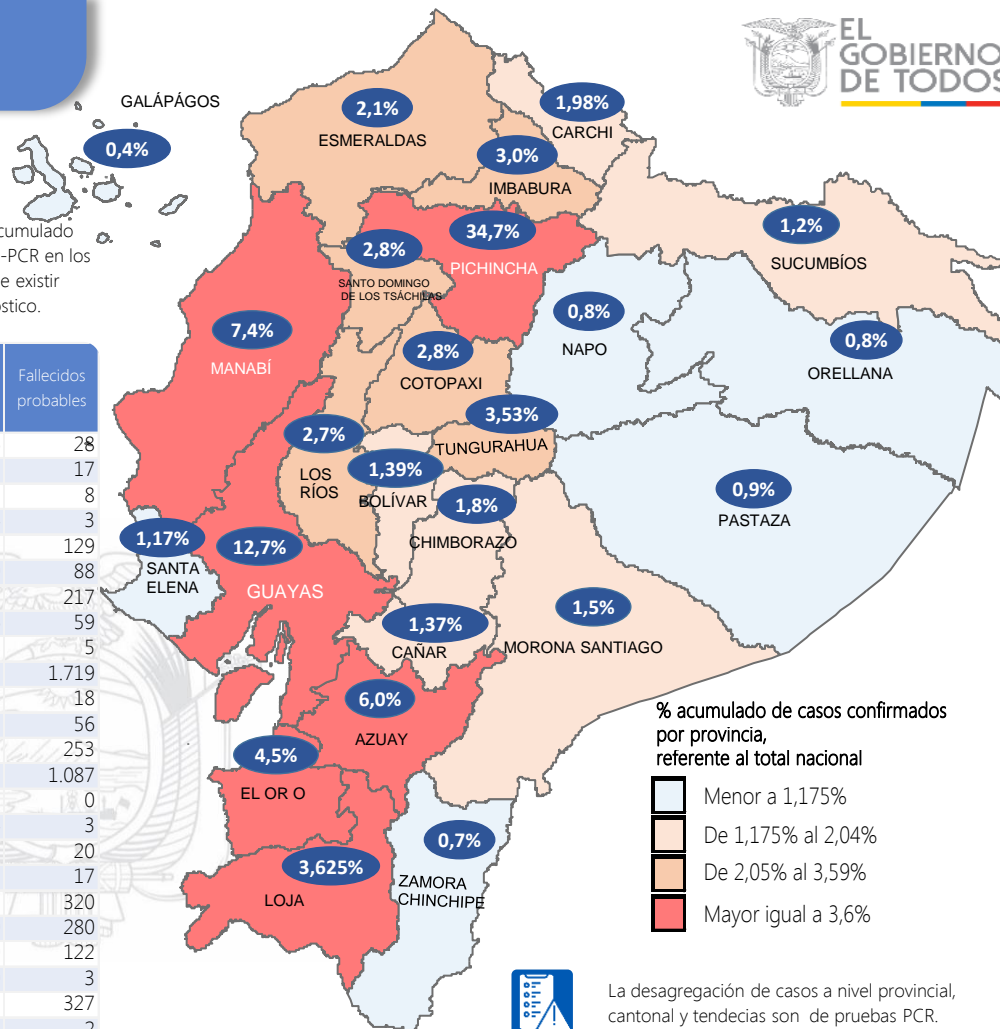 EL
GOBIERNO
DE TODOS
GALÁPÁGOS
0,4%
2,1%
ESMERALDAS
1,98%
CARCHI
3,0%
IMBABURA
cumulado
-PCR en los
e existir
óstico.
34,7%
PICHINCHA
2,8%
SANTO DOMINGO
DE LOS TSÁCHILAS
1,2%
SUCUMBÍOS
7,4%
MANABÍ
0,8%
NAPO
0,8%
ORELLANA
2,8%
COTOPAXI
3,53%
TUNGURAHUA
2,7%
LOS
RÍOS
1,39%
BOLÍVAR
1,8%
CHIMBORAZO
0,9%
PASTAZA
1,17%
SANTA
ELENA
12,7%
GUAYAS
1,37%
CAÑAR
1,5%
MORONA SANTIAGO
6,0%
AZUAY
4,5%
EL OR O
3,625%
LOJA
0,7%
ZAMORA
CHINCHIPE
Fallecidos
probables
28
17
8
3
129
88
217
59
5
1.719
18
56
253
1.087
0
3
20
17
320
280
122
3
327
% acumulado de casos confirmados
por provincia,
referente al total nacional
Menor a 1,175%
De 1,175% al 2,04%
De 2,05% al 3,59%
Mayor igual a 3,6%
La desagregación de casos a nivel provincial,
cantonal y tendecias son de pruebas PCR.